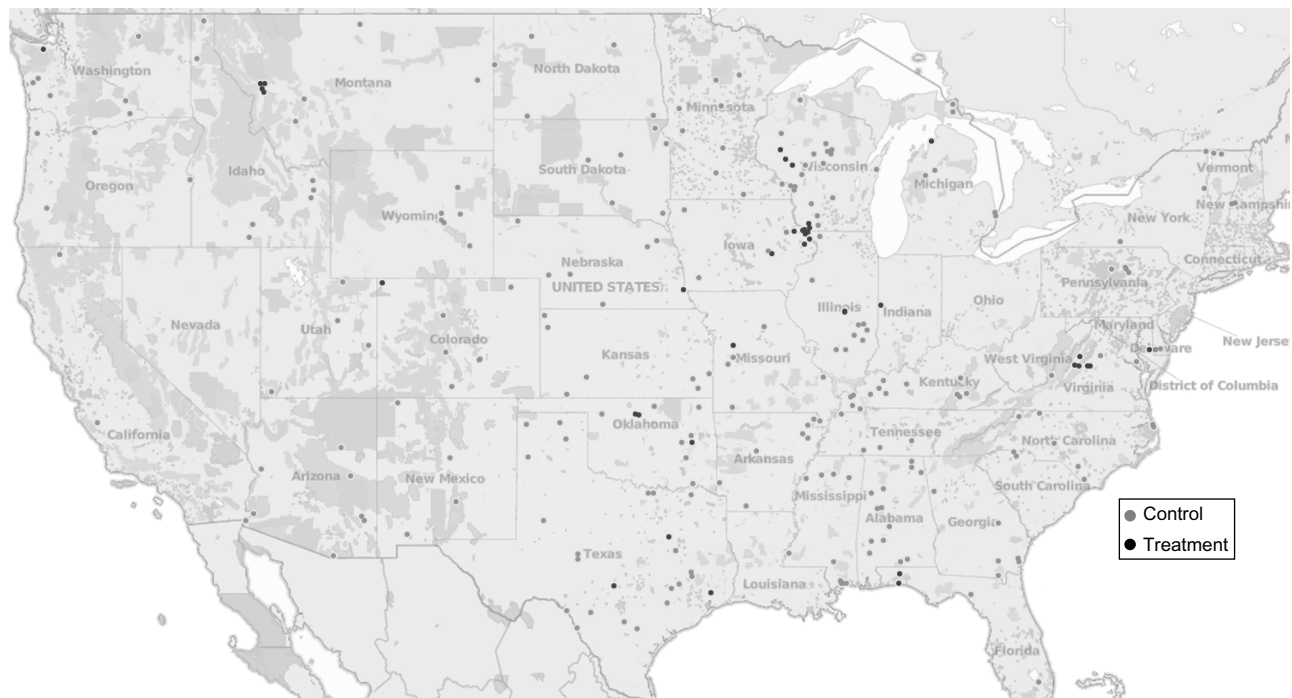 Washington
Montana
North Dakota
Minnesota
Vermont
Oregon
Idaho
South Dakota
Wisconsin
Michigan
New Hampshire
Wyoming
New York
Iowa
Connecticut
Nebraska
Pennsylvania
UNITED STATES
Nevada
Utah
Colorado
Illinois
Indiana
Ohio
Maryland
New Jersey
Delaware
Kansas
Missouri
West Virginia
Kentucky
Virginia
District of Columbia
California
Oklahoma
Tennessee
North Carolina
Arizona
New Mexico
Arkansas
Mississippi
South Carolina
Alabama
Georgia
Control
Treatment
Texas
Louisiana
Florida